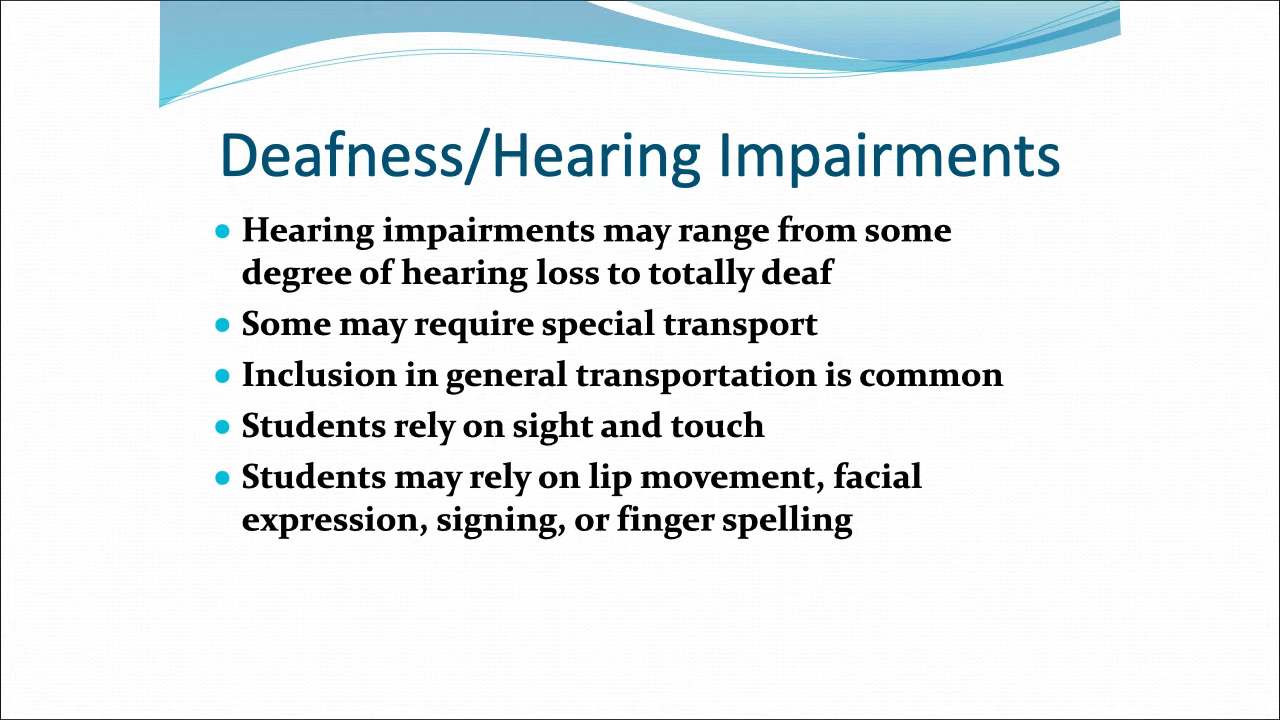 Deafness/Hearing Impairments
Hearing impairments may range from some
degree of hearing loss to totally deaf
Some may require special transport
Inclusion in general transportation is common
Students rely on sight and touch
Students may rely on lip movement, facial
expression, signing, or finger spelling